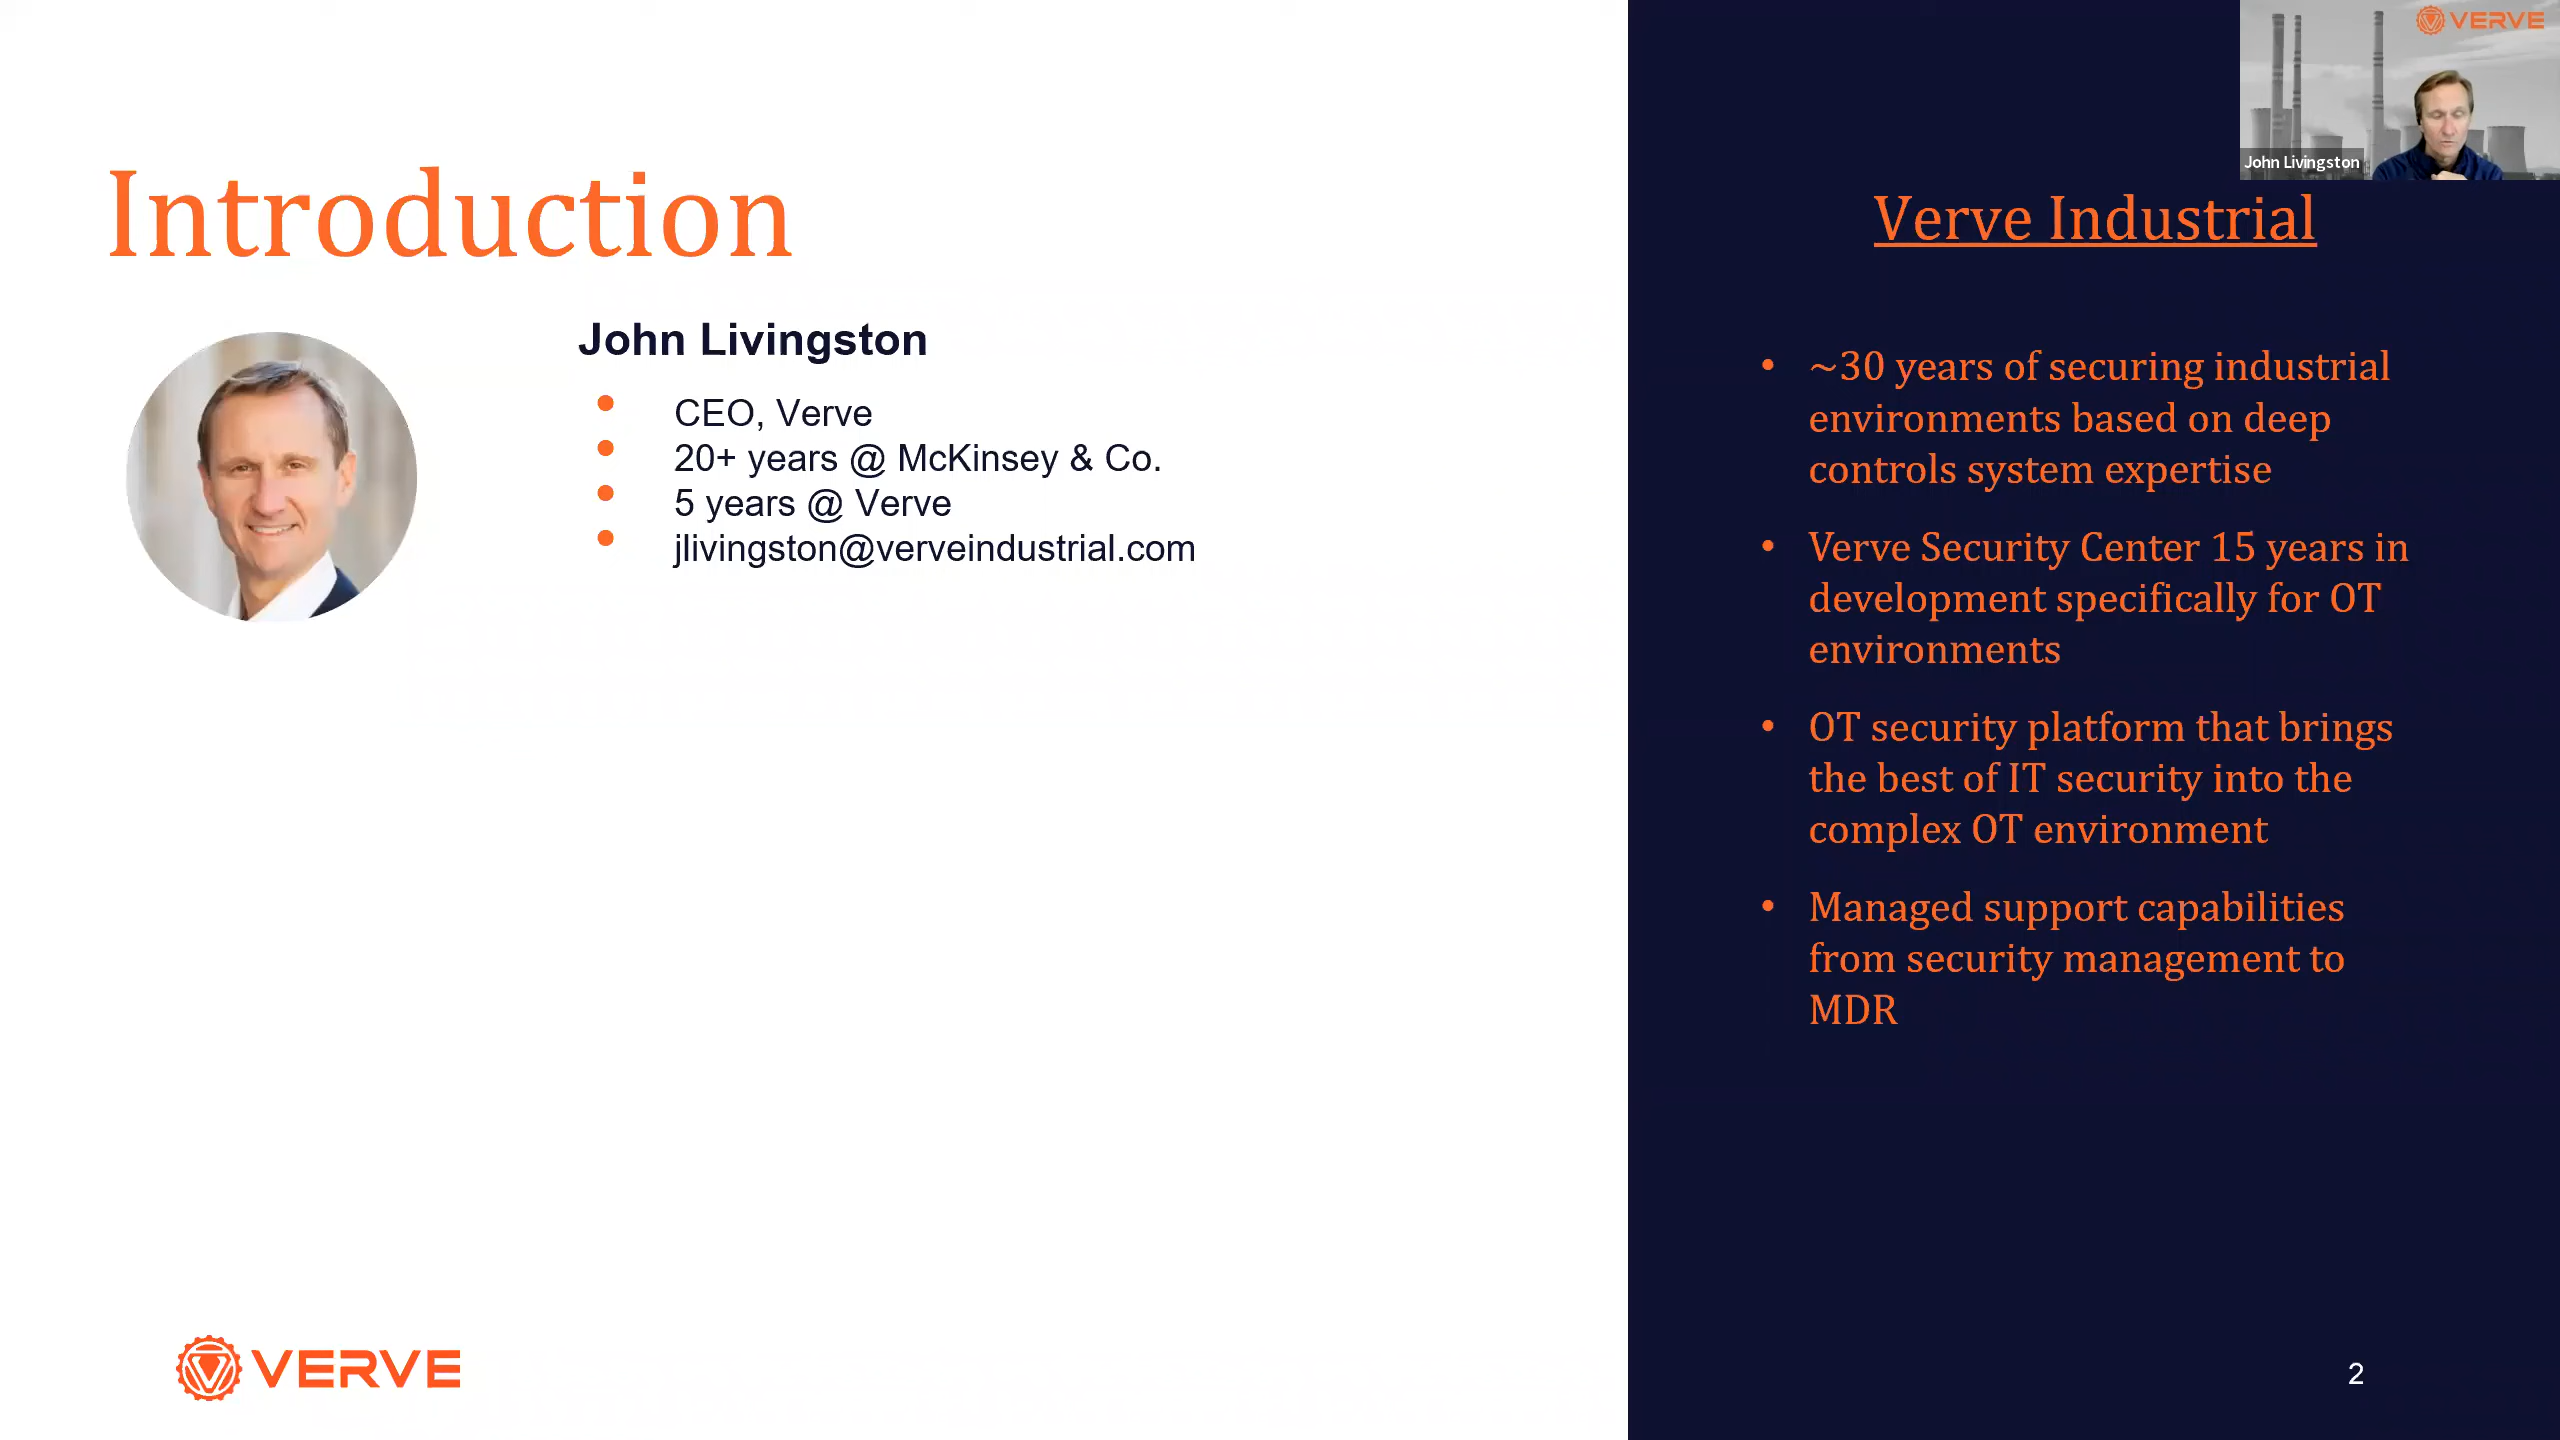 VERVE
John Livingston
Introduction
John Livingston
CEO, Verve
20+ years @ McKinsey & Co.
5 years @ Verve
jlivingston@verveindustrial.com
Verve Industrial
• ~30 years of securing industrial
environments based on deep
controls system expertise
• Verve Security Center 15 years in
development specifically for OT
environments
• OT security platform that brings
the best of IT security into the
complex OT environment
• Managed support capabilities
from security management to
MDR
VERVE
2